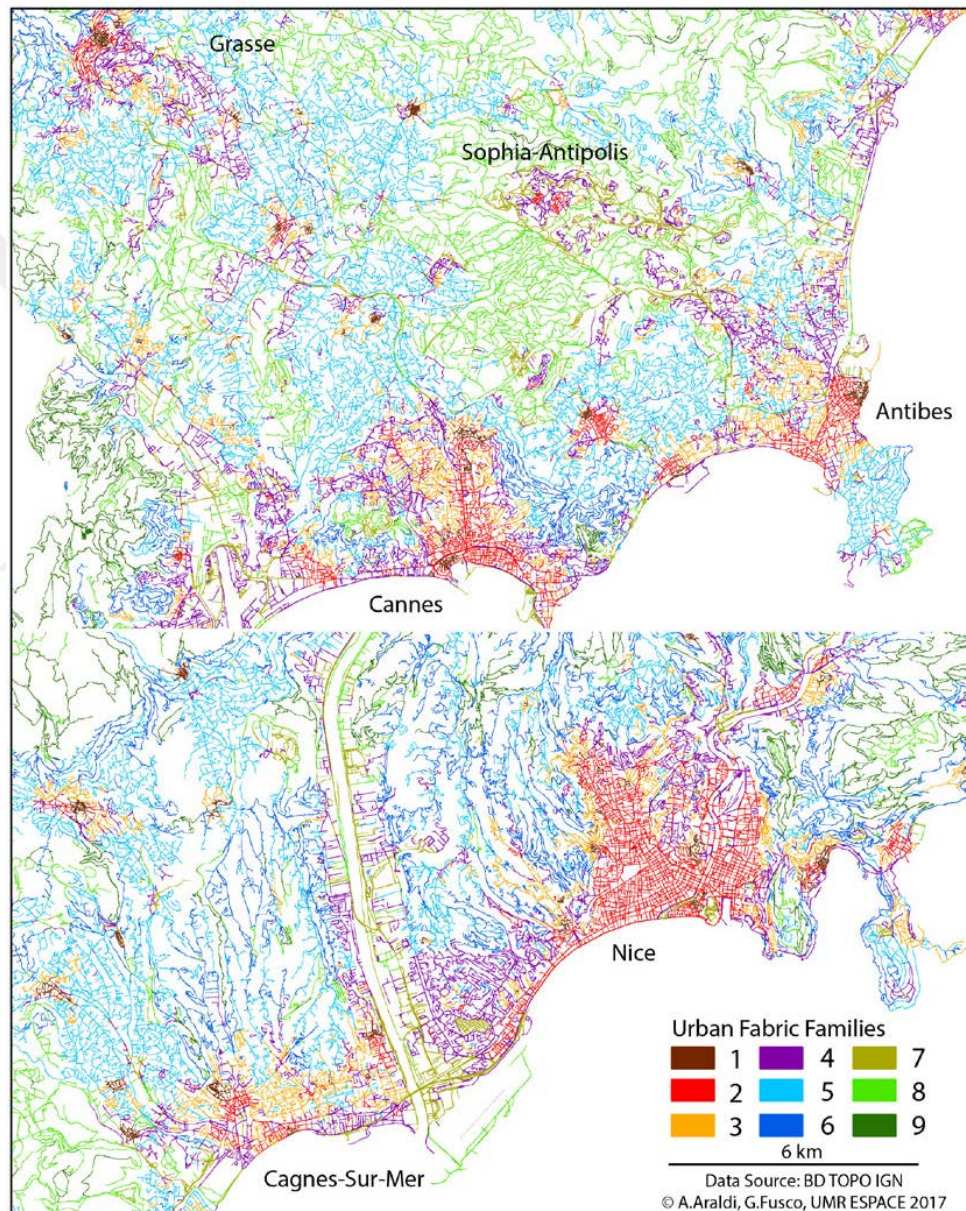 Grasse
Sophia-Antipolis
Antibes
Cannes
Nice
Cagnes-Sur-Mer
Urban Fabric Families
1 4 7
2 5 8
3 6 9
6 km
Data Source: BD TOPO IGN
© A.Araldi, G.Fusco, UMR ESPACE 2017